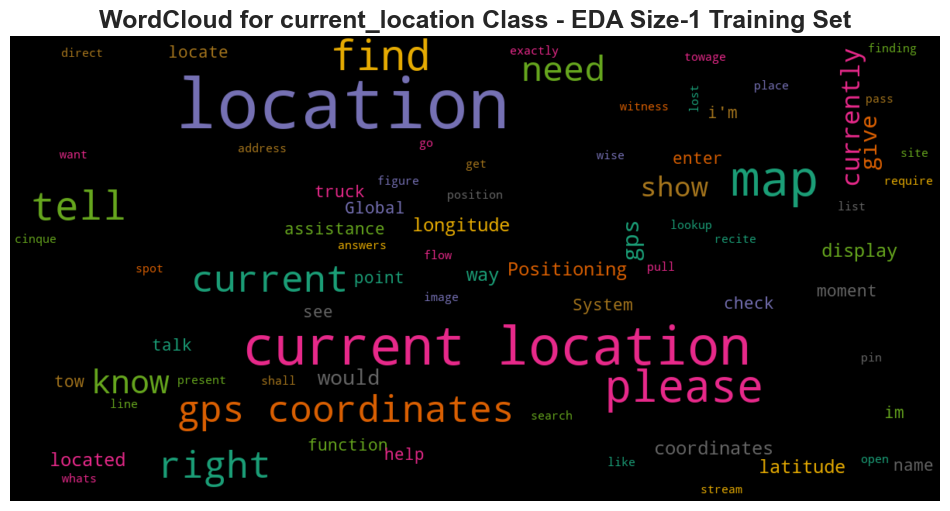 WordCloud for current_location Class - EDA Size-1 Training Set
direct
locate
find
exactly
need
towage
currently
finding
location
witness
lost
i'm
place
give
pass
want
address
go
get
wise
enter
site
tell
truck
figure
Global
position
show
map
require
list
cinque
assistance
answers
longitude
gps
lookup
recite
display
spot
current
point
flow
way
Positioning
pull
see
image
System
check
moment
talk
current location
pin
tow
know
present
shall
would
please
line
gps coordinates
search
im
located
whats
right
function
help
like
coordinates
latitude
open
name
stream